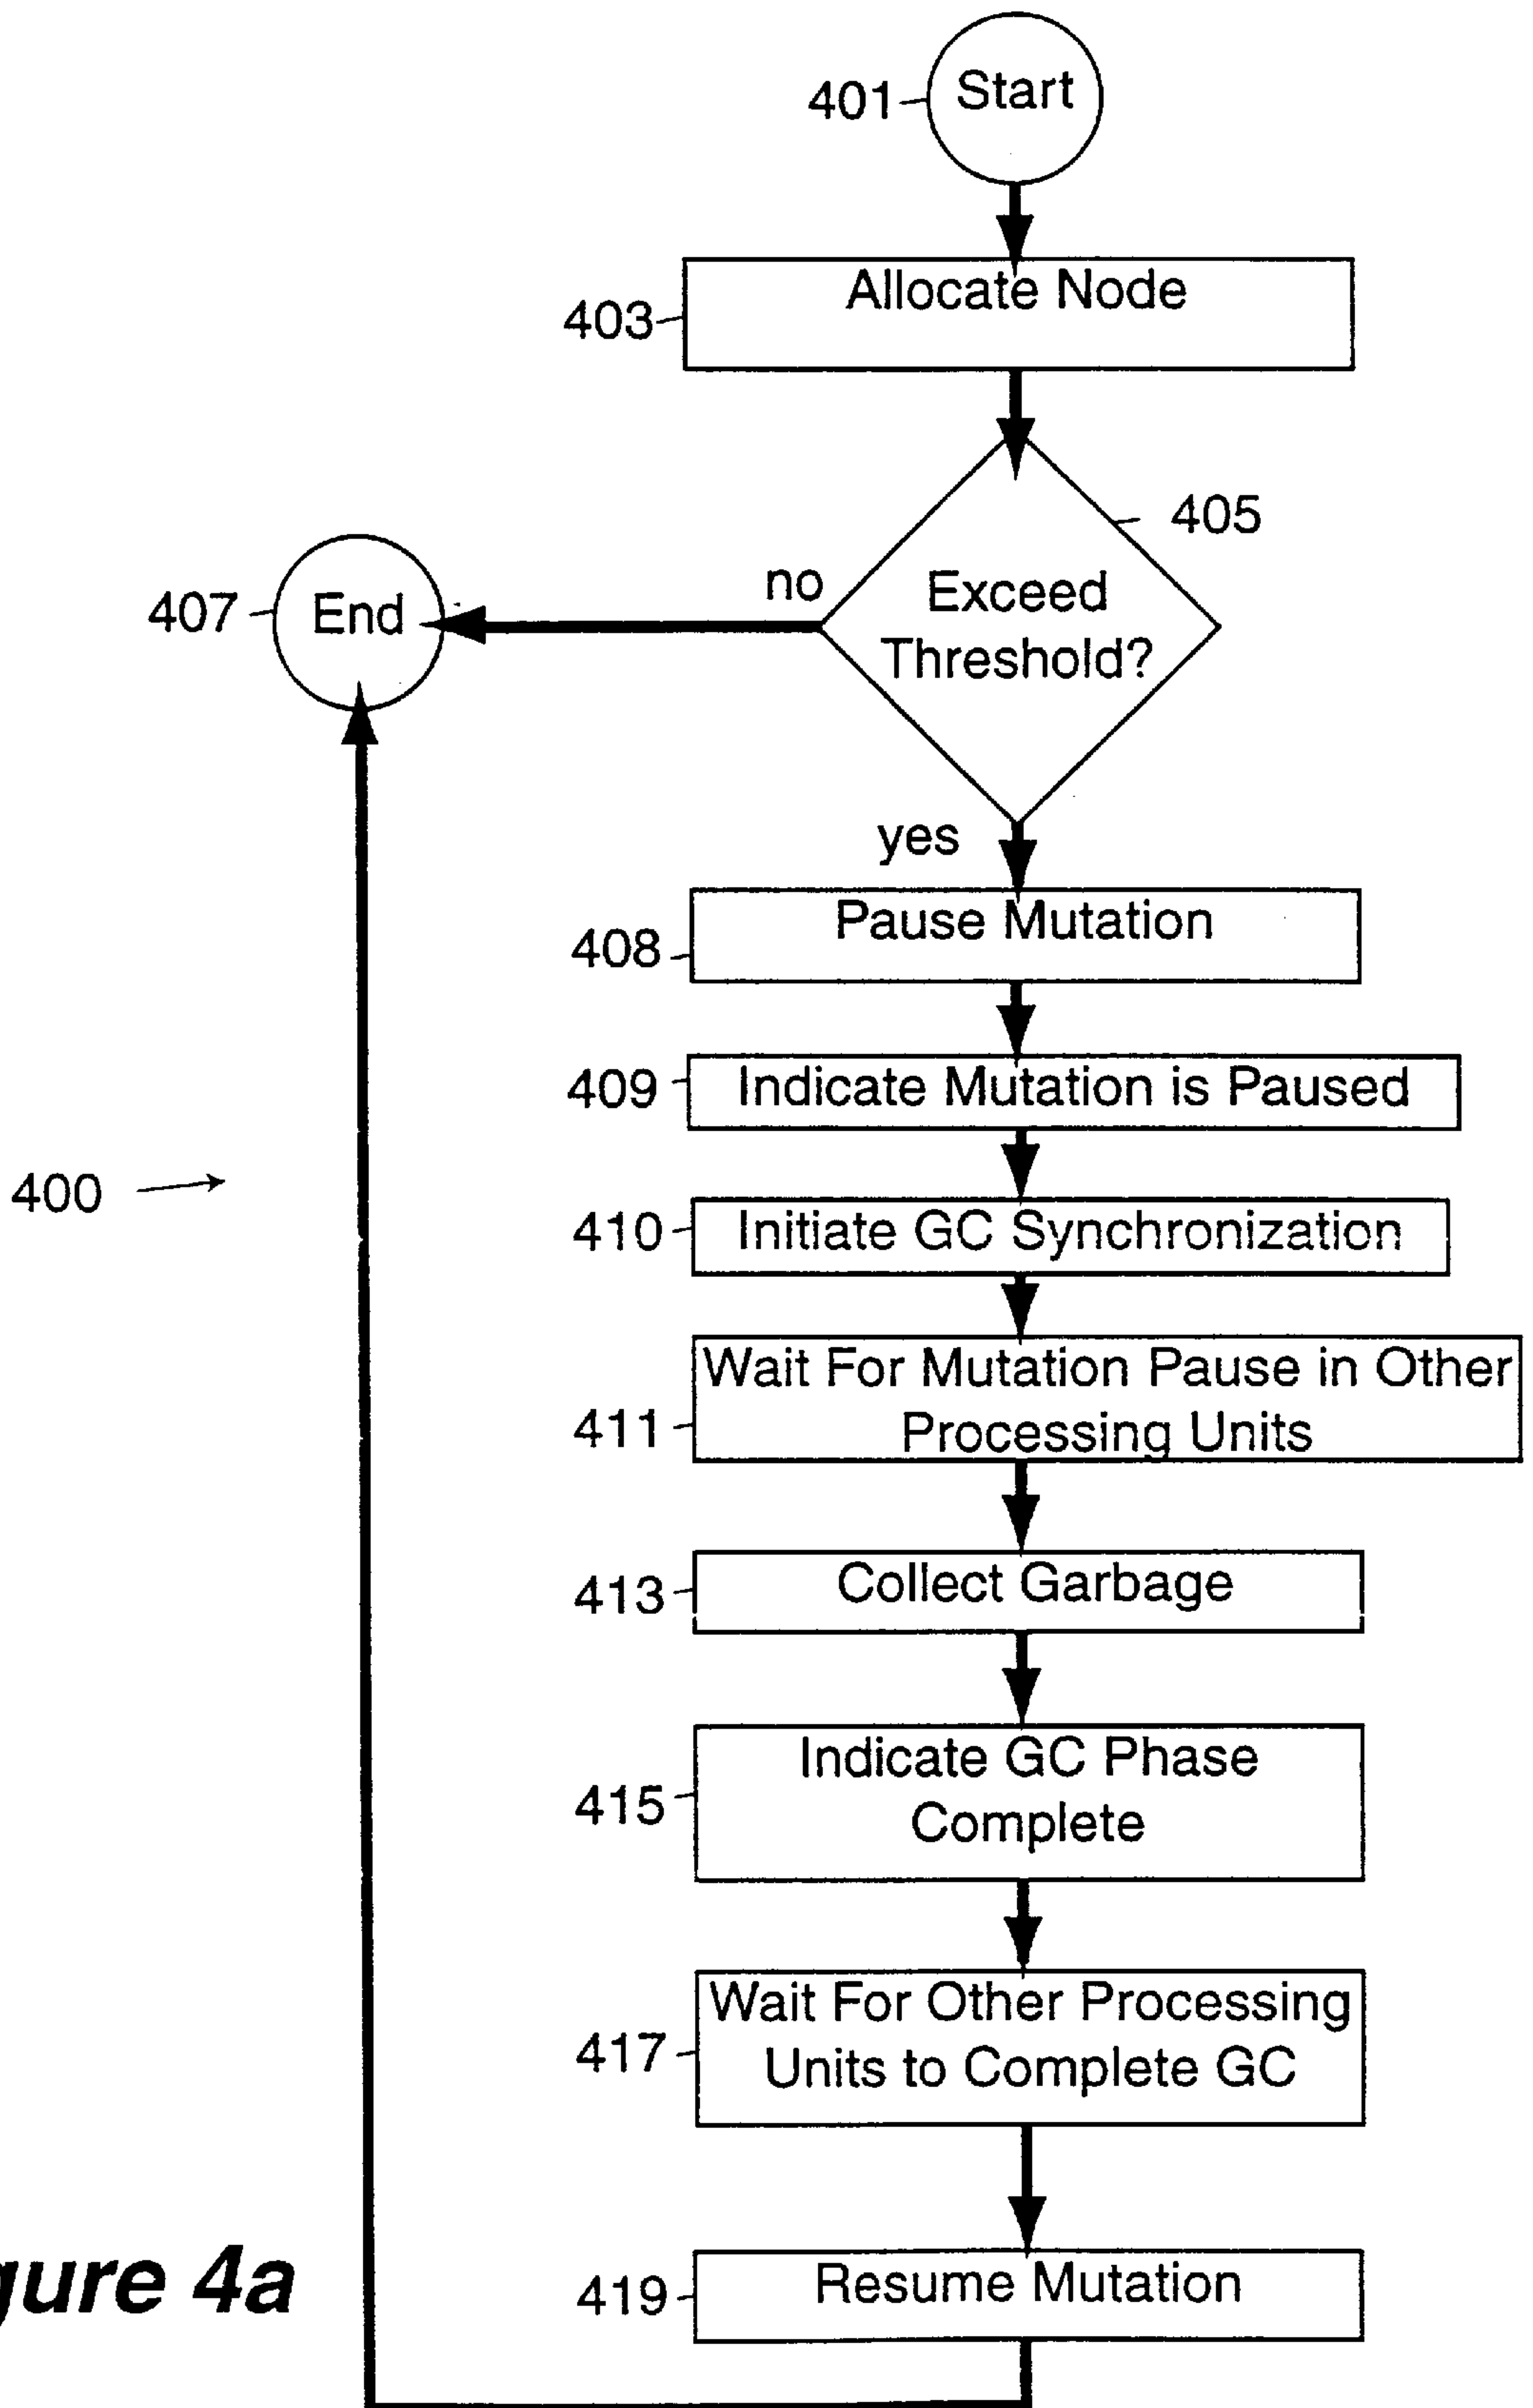 401
Start
Allocate Node
403
405
no
Exceed
Threshold?
407
End
yes
Pause Mutation
408
409
Indicate Mutation is Paused
400
410
Initiate GC Synchronization
Wait For Mutation Pause in Other
Processing Units
411
413
Collect Garbage
Indicate GC Phase
Complete
415
Wait For Other Processing
Units to Complete GC
417
gure 4a
419
Resume Mutation